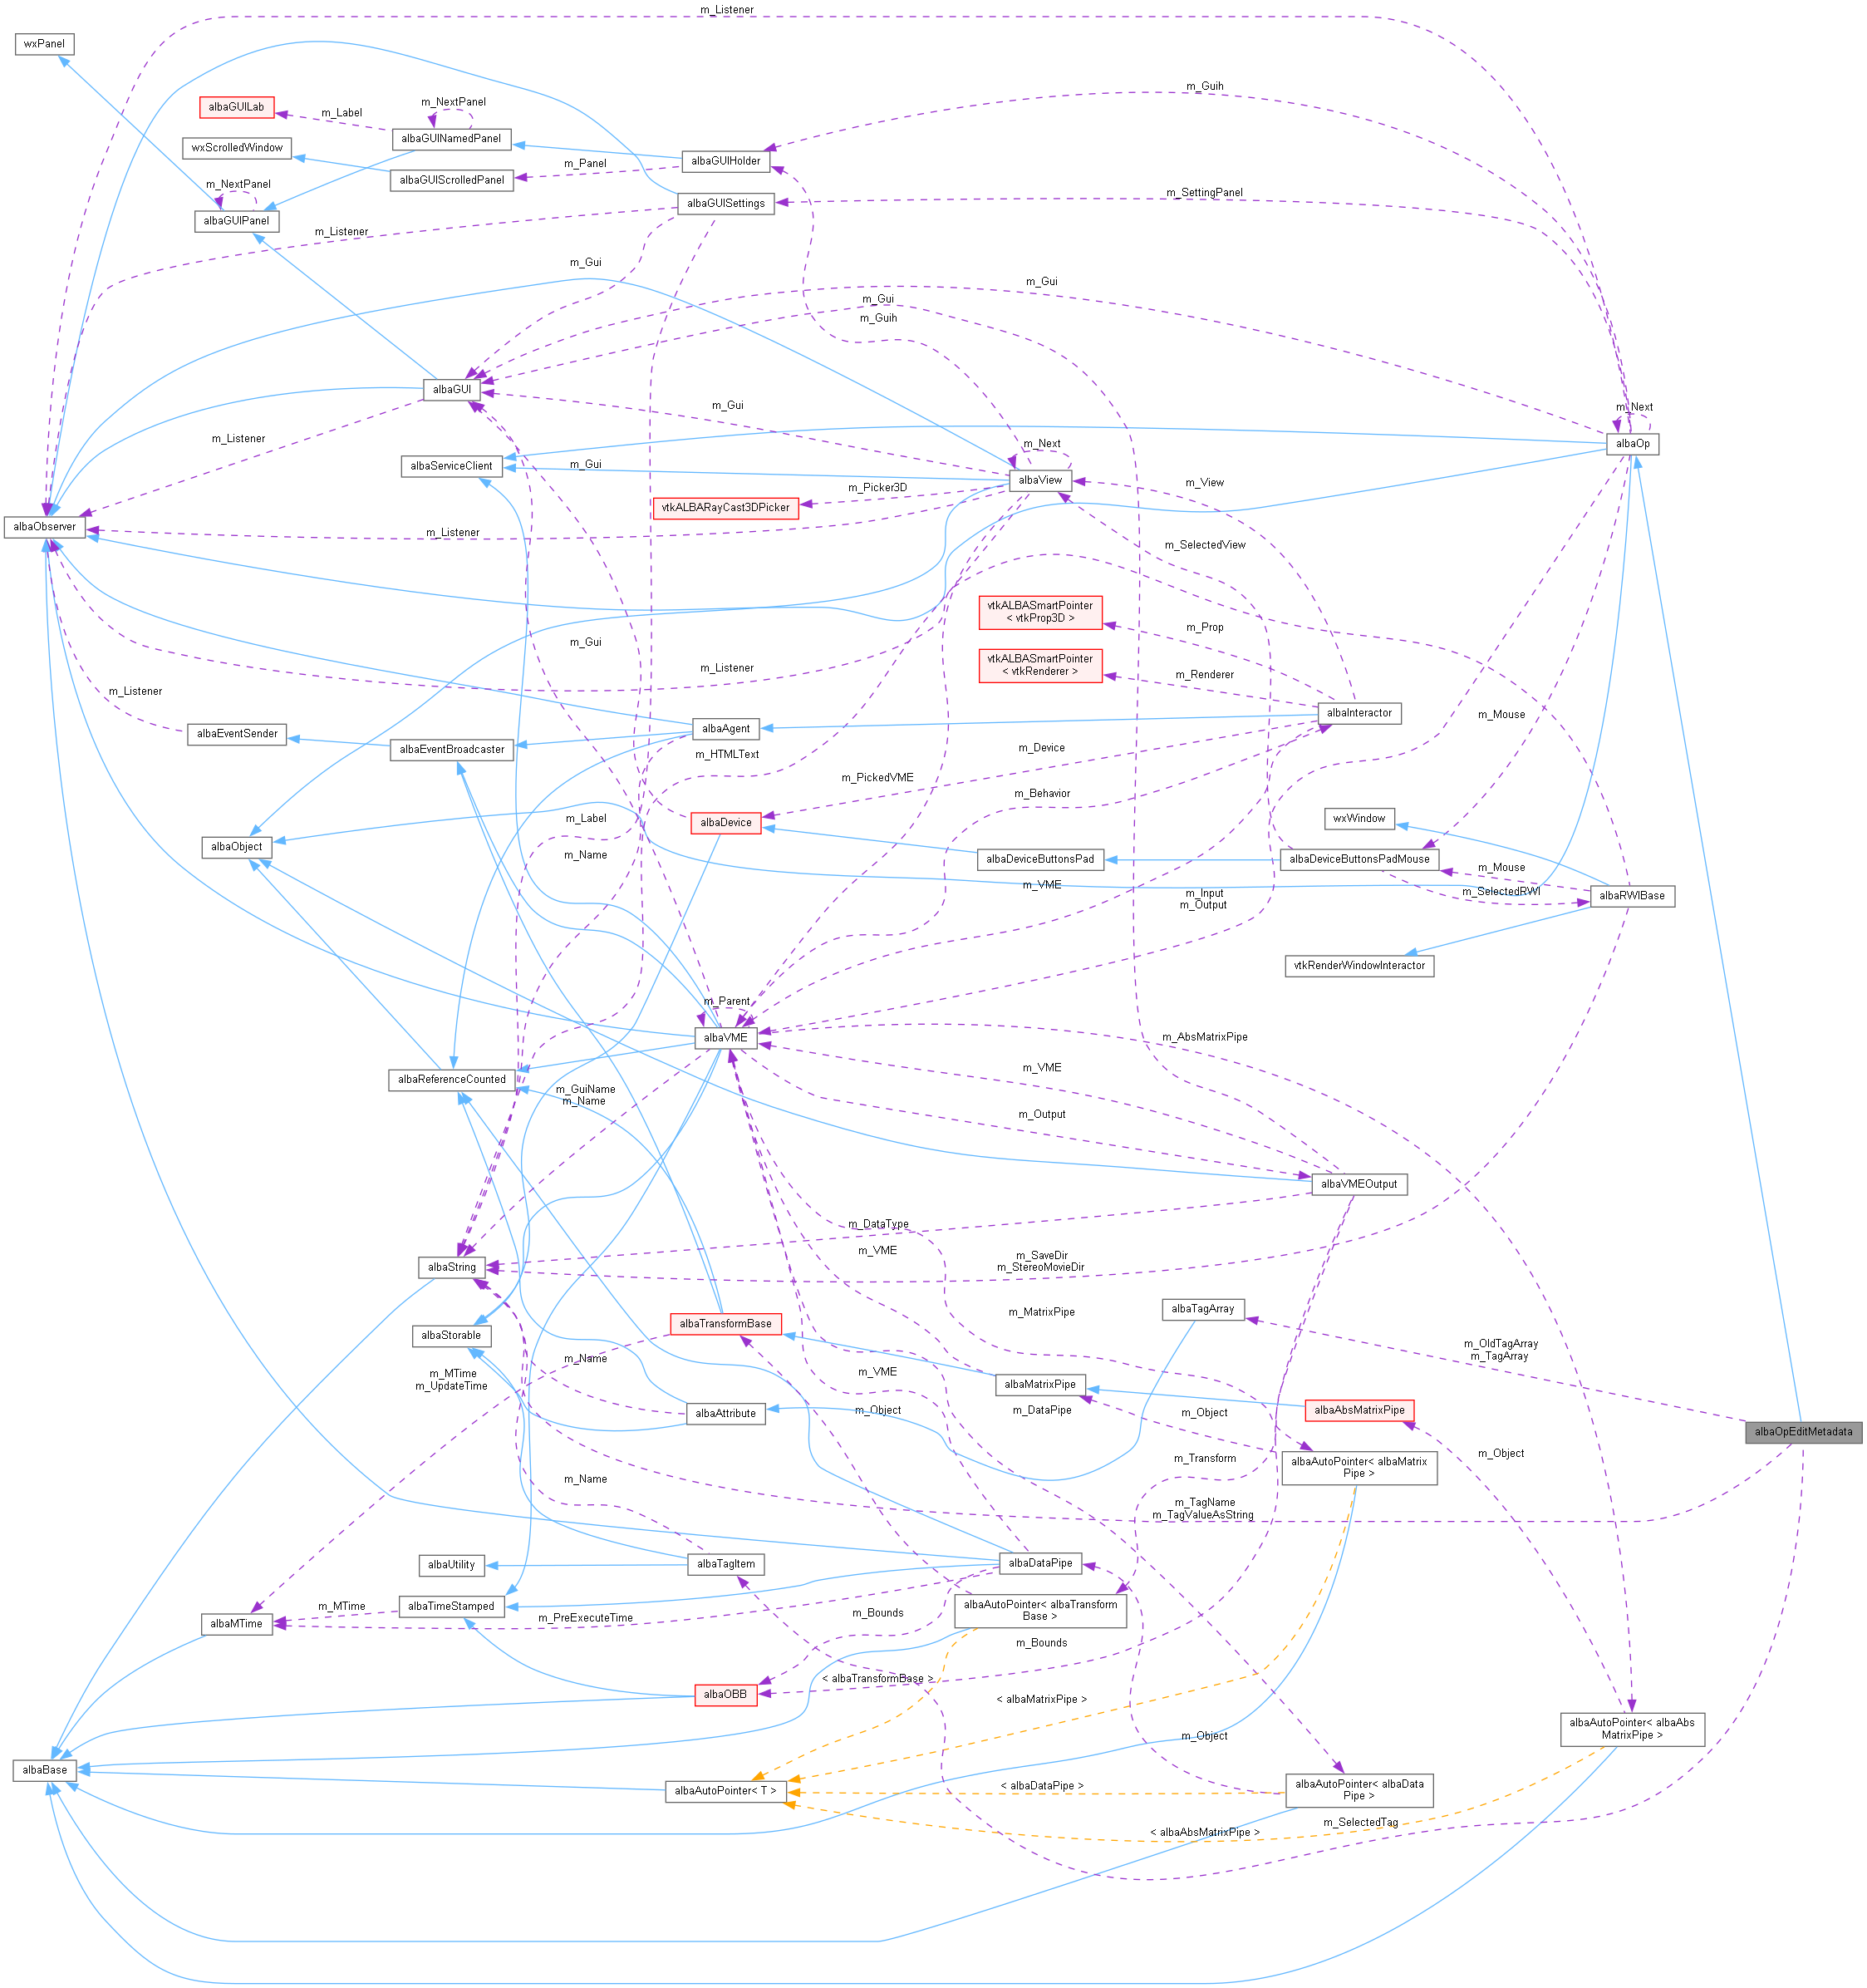 m_Listener
wxPanel
m_Guih
albaGUILab
m_NextPanel
m_Label
albaGUINamedPanel
wxScrolledWindow
albaGUIHolder
m_Panel
albaGUIScrolledPanel
m_NextPanel
m_SettingPanel
albaGUISettings
albaGUIPanel
m_Listener
m_Gui
m_Gui
m_Gui
m_Guih
albaGUI
m_Gui
m_Next
m_Listener
m_Next
albaOp
albaServiceClient
m_Gui
albaView
m_View
m_Picker3D
vtkALBARayCast3DPicker
albaObserver
m_Listener
m_SelectedView
vtkALBASmartPointer
< vtkProp3D >
m_Prop
m_Gui
vtkALBASmartPointer
< vtkRenderer >
m_Listener
m_Renderer
m_Listener
albaInteractor
m_Mouse
albaEventSender
albaAgent
albaEventBroadcaster
m_HTMLText
m_Device
m_PickedVME
m_Behavior
m_Label
albaDevice
wxWindow
albaObject
m_Name
albaDeviceButtonsPad
albaDeviceButtonsPadMouse
m_Mouse
m_VME
m_Input
m_Output
m_SelectedRWI
albaRWIBase
vtkRenderWindowInteractor
m_Parent
albaVME
m_AbsMatrixPipe
m_VME
albaReferenceCounted
m_GuiName
m_Name
m_Output
albaVMEOutput
m_DataType
m_VME
m_SaveDir
m_StereoMovieDir
albaString
albaTagArray
m_MatrixPipe
albaTransformBase
albaStorable
m_OldTagArray
m_TagArray
m_Name
m_MTime
m_UpdateTime
m_VME
albaMatrixPipe
m_Object
m_DataPipe
m_Object
albaAttribute
albaAbsMatrixPipe
albaOpEditMetadata
m_Object
m_Transform
albaAutoPointer< albaMatrix
Pipe >
m_Name
m_TagName
m_TagValueAsString
albaUtility
albaTagItem
albaDataPipe
albaTimeStamped
m_MTime
albaMTime
m_PreExecuteTime
m_Bounds
albaAutoPointer< albaTransform
Base >
m_Bounds
< albaTransformBase >
albaOBB
< albaMatrixPipe >
albaAutoPointer< albaAbs
MatrixPipe >
m_Object
albaBase
albaAutoPointer< T >
< albaDataPipe >
albaAutoPointer< albaData
Pipe >
m_SelectedTag
< albaAbsMatrixPipe >